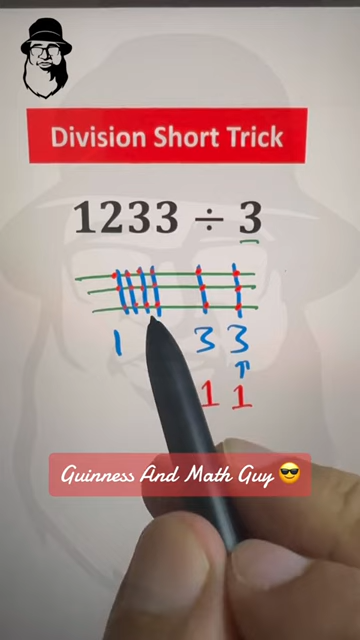 Division Short Trick
1233 ÷ 3
1 3 3
1 1
Guinness And Math Guy 😎